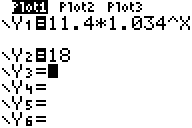 Plot1 Plot2 Plot3
\Y1=11.4*1.034^X
\Y2=18
\Y3=
\Y4=
\Y5=
\Y6=